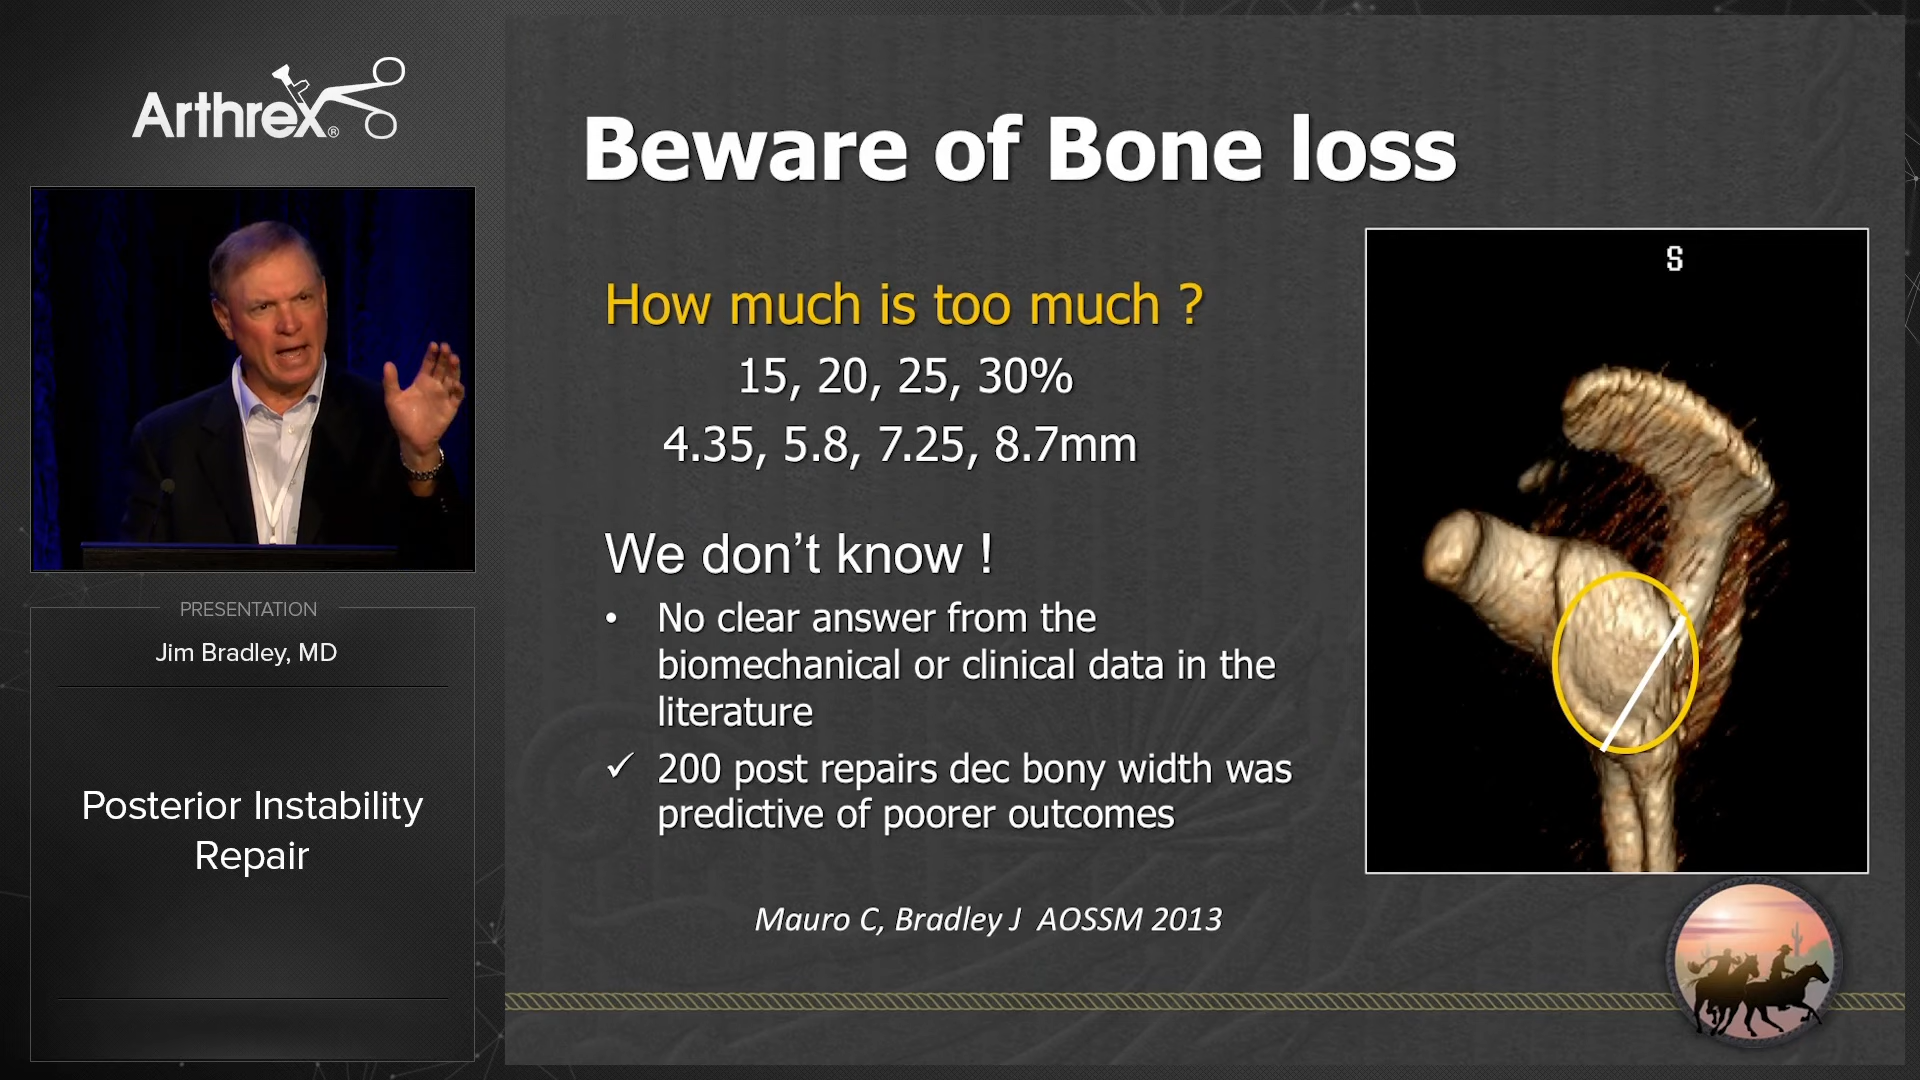 Arthrex®
PRESENTATION
Jim Bradley, MD
Posterior Instability
Repair
Beware of Bone loss
How much is too much ?
15, 20, 25, 30%
4.35, 5.8, 7.25, 8.7mm
We don’t know !
• No clear answer from the
biomechanical or clinical data in the
literature
✓ 200 post repairs dec bony width was
predictive of poorer outcomes
Mauro C, Bradley J  AOSSM 2013
S